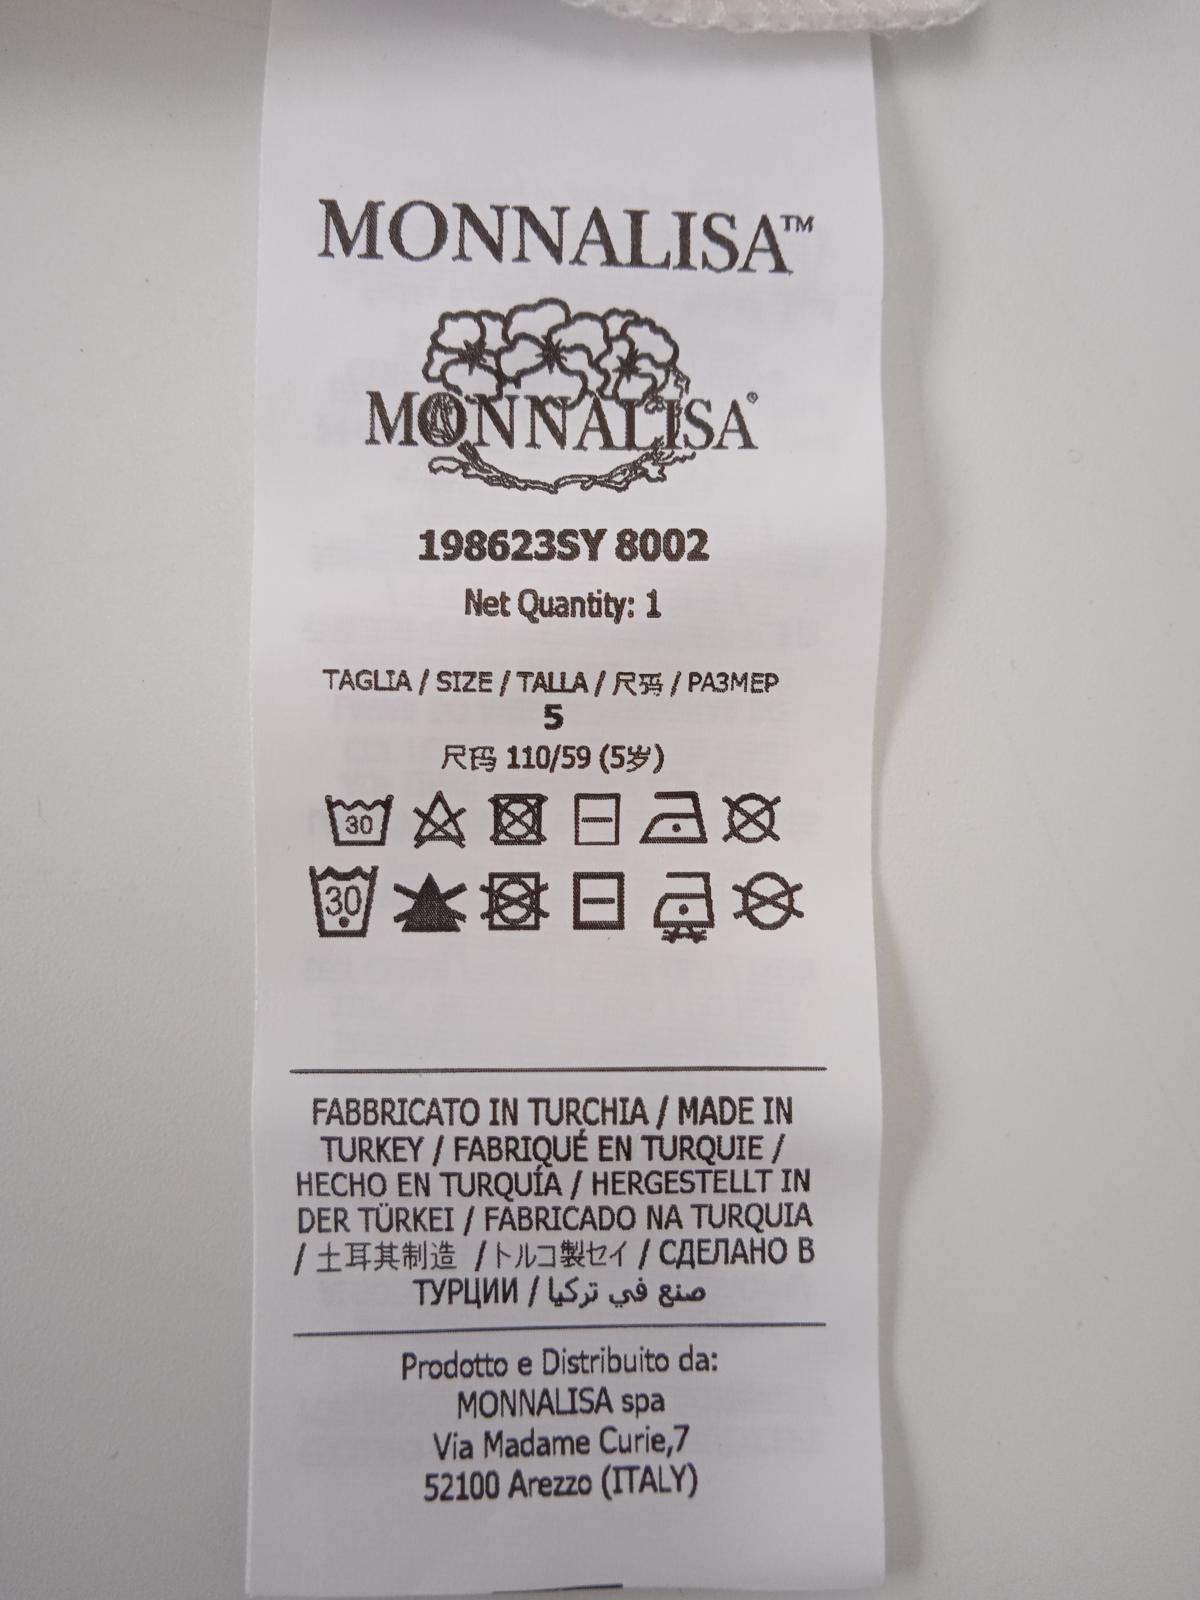 MONNALISA™
MONNALISA®
198623SY 8002
Net Quantity: 1
TAGLIA / SIZE / TALLA / 尺码 / РАЗМЕР
5
尺码 110/59 (5岁)
30
30
FABBRICATO IN TURCHIA / MADE IN
TURKEY / FABRIQUÉ EN TURQUIE /
HECHO EN TURQUÍA / HERGESTELLT IN
DER TÜRKEI / FABRICADO NA TURQUIA
/ 土耳其制造 / トルコ製セイ / СДЕЛАНО В
ТУРЦИИ / صنع في تركيا
Prodotto e Distribuito da:
MONNALISA spa
Via Madame Curie,7
52100 Arezzo (ITALY)